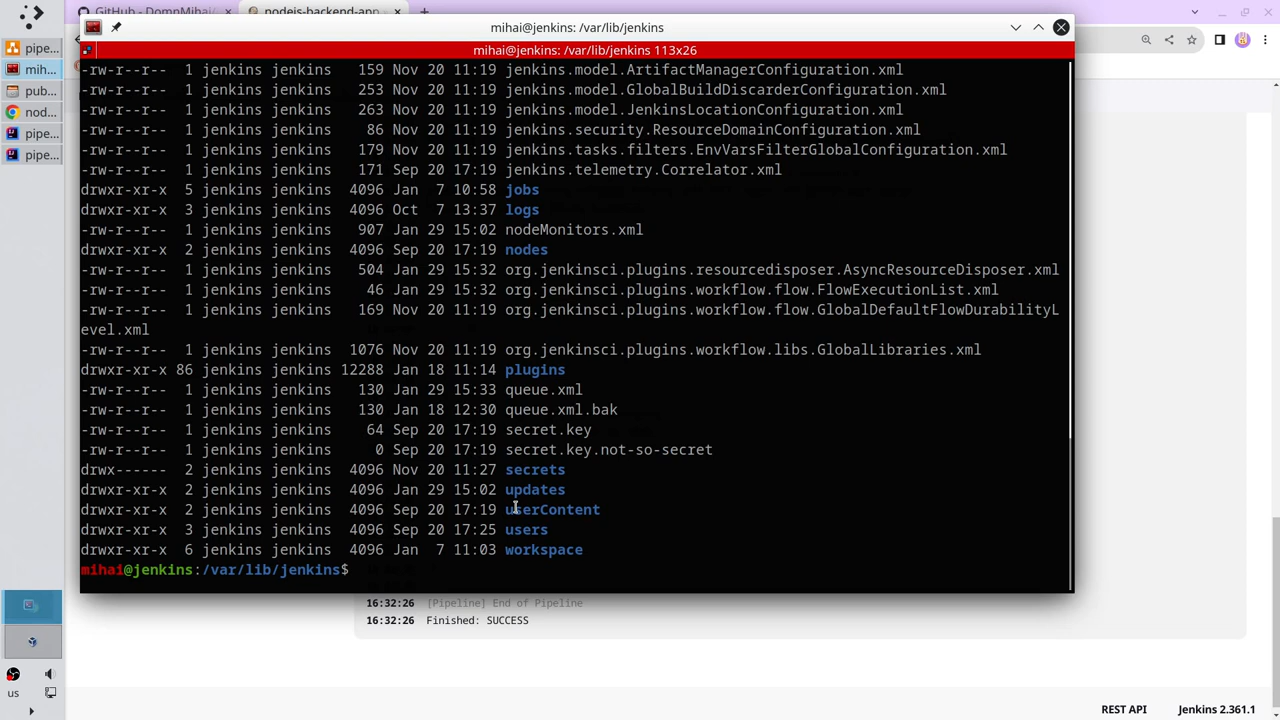 GitHub - DomnMihai
nodejs-backend-app
mihai@jenkins: /var/lib/jenkins
mihai@jenkins: /var/lib/jenkins 113x26
pipe...
mih...
pub...
nod...
pipe...
pipe...
-rw-r--r--  1 jenkins jenkins   159 Nov 20 11:19 jenkins.model.ArtifactManagerConfiguration.xml
-rw-r--r--  1 jenkins jenkins   253 Nov 20 11:19 jenkins.model.GlobalBuildDiscarderConfiguration.xml
-rw-r--r--  1 jenkins jenkins   263 Nov 20 11:19 jenkins.model.JenkinsLocationConfiguration.xml
-rw-r--r--  1 jenkins jenkins    86 Nov 20 11:19 jenkins.security.ResourceDomainConfiguration.xml
-rw-r--r--  1 jenkins jenkins   179 Nov 20 11:19 jenkins.tasks.filters.EnvVarsFilterGlobalConfiguration.xml
-rw-r--r--  1 jenkins jenkins   171 Sep 20 17:19 jenkins.telemetry.Correlator.xml
drwxr-xr-x  5 jenkins jenkins  4096 Jan  7 10:58 jobs
drwxr-xr-x  3 jenkins jenkins  4096 Oct  7 13:37 logs
-rw-r--r--  1 jenkins jenkins   907 Jan 29 15:02 nodeMonitors.xml
drwxr-xr-x  2 jenkins jenkins  4096 Sep 20 17:19 nodes
-rw-r--r--  1 jenkins jenkins   504 Jan 29 15:32 org.jenkinsci.plugins.resourcedisposer.AsyncResourceDisposer.xml
-rw-r--r--  1 jenkins jenkins    46 Jan 29 15:32 org.jenkinsci.plugins.workflow.flow.FlowExecutionList.xml
-rw-r--r--  1 jenkins jenkins   169 Nov 20 11:19 org.jenkinsci.plugins.workflow.flow.GlobalDefaultFlowDurabilityL
evel.xml
-rw-r--r--  1 jenkins jenkins  1076 Nov 20 11:19 org.jenkinsci.plugins.workflow.libs.GlobalLibraries.xml
drwxr-xr-x 86 jenkins jenkins 12288 Jan 18 11:14 plugins
-rw-r--r--  1 jenkins jenkins   130 Jan 29 15:33 queue.xml
-rw-r--r--  1 jenkins jenkins   130 Jan 18 12:30 queue.xml.bak
-rw-r--r--  1 jenkins jenkins    64 Sep 20 17:19 secret.key
-rw-r--r--  1 jenkins jenkins     0 Sep 20 17:19 secret.key.not-so-secret
drwx------  2 jenkins jenkins  4096 Nov 20 11:27 secrets
drwxr-xr-x  2 jenkins jenkins  4096 Jan 29 15:02 updates
drwxr-xr-x  2 jenkins jenkins  4096 Sep 20 17:19 userContent
drwxr-xr-x  3 jenkins jenkins  4096 Sep 20 17:25 users
drwxr-xr-x  6 jenkins jenkins  4096 Jan  7 11:03 workspace
mihai@jenkins:/var/lib/jenkins$
16:32:26 [Pipeline] End of Pipeline
16:32:26 Finished: SUCCESS
us
REST API
Jenkins 2.361.1